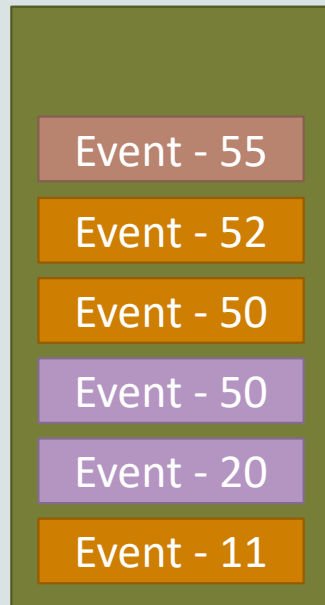 Event - 55
Event - 52
Event - 50
Event - 50
Event - 20
Event - 11